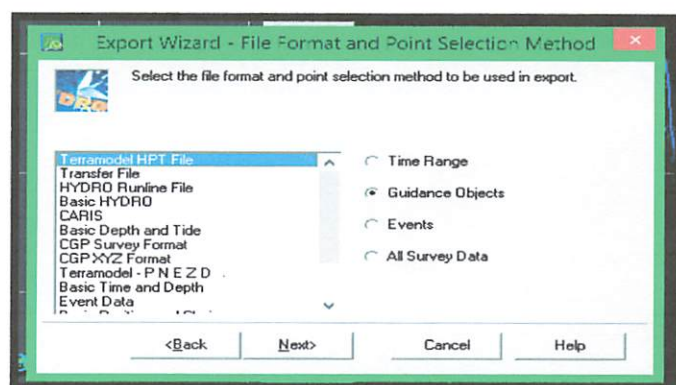 Export Wizard - File Format and Point Selection Method
Select the file format and point selection method to be used in export.
Terramodel HPT File
Transfer File
HYDRO Runline File
Basic HYDRO
CARIS
Basic Depth and Tide
CGP Survey Format
CGP XYZ Format
Terramodel - P N E Z D
Basic Time and Depth
Event Data
Time Range
Guidance Objects
Events
All Survey Data
<Back
Next>
Cancel
Help